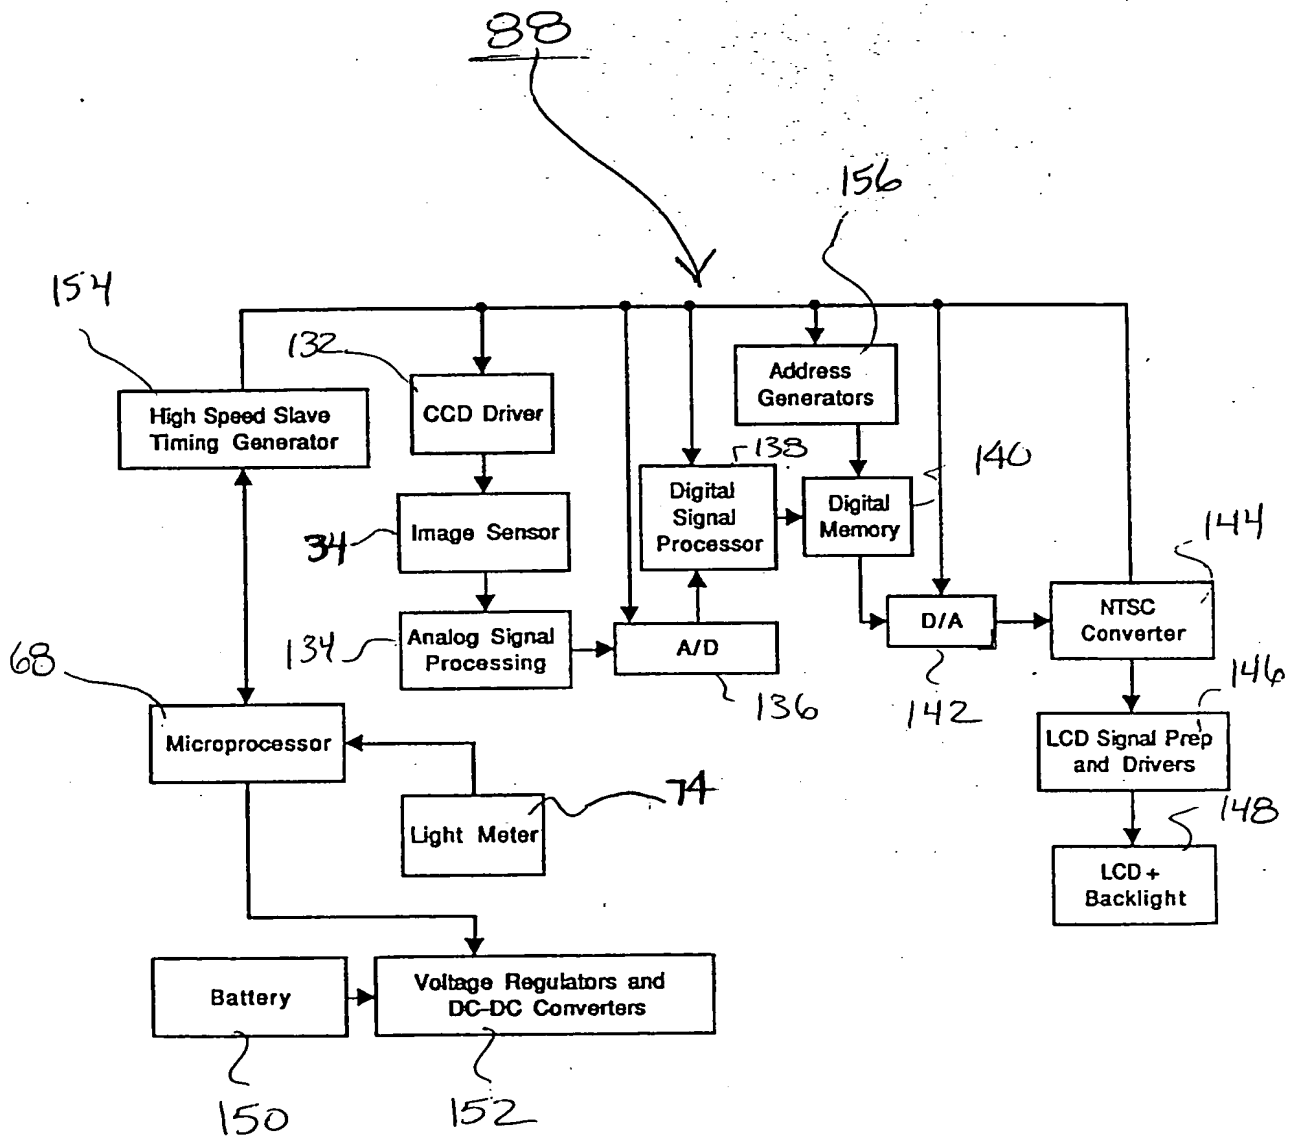 88
156
154
132
Address
Generators
High Speed Slave
Timing Generator
CCD Driver
138
140
Digital
Signal
Processor
Digital
Memory
34
Image Sensor
144
NTSC
Converter
D/A
134
Analog Signal
Processing
A/D
68
136
142
146
Microprocessor
LCD Signal Prep
and Drivers
74
Light Meter
148
LCD +
Backlight
Battery
Voltage Regulators and
DC-DC Converters
150
152